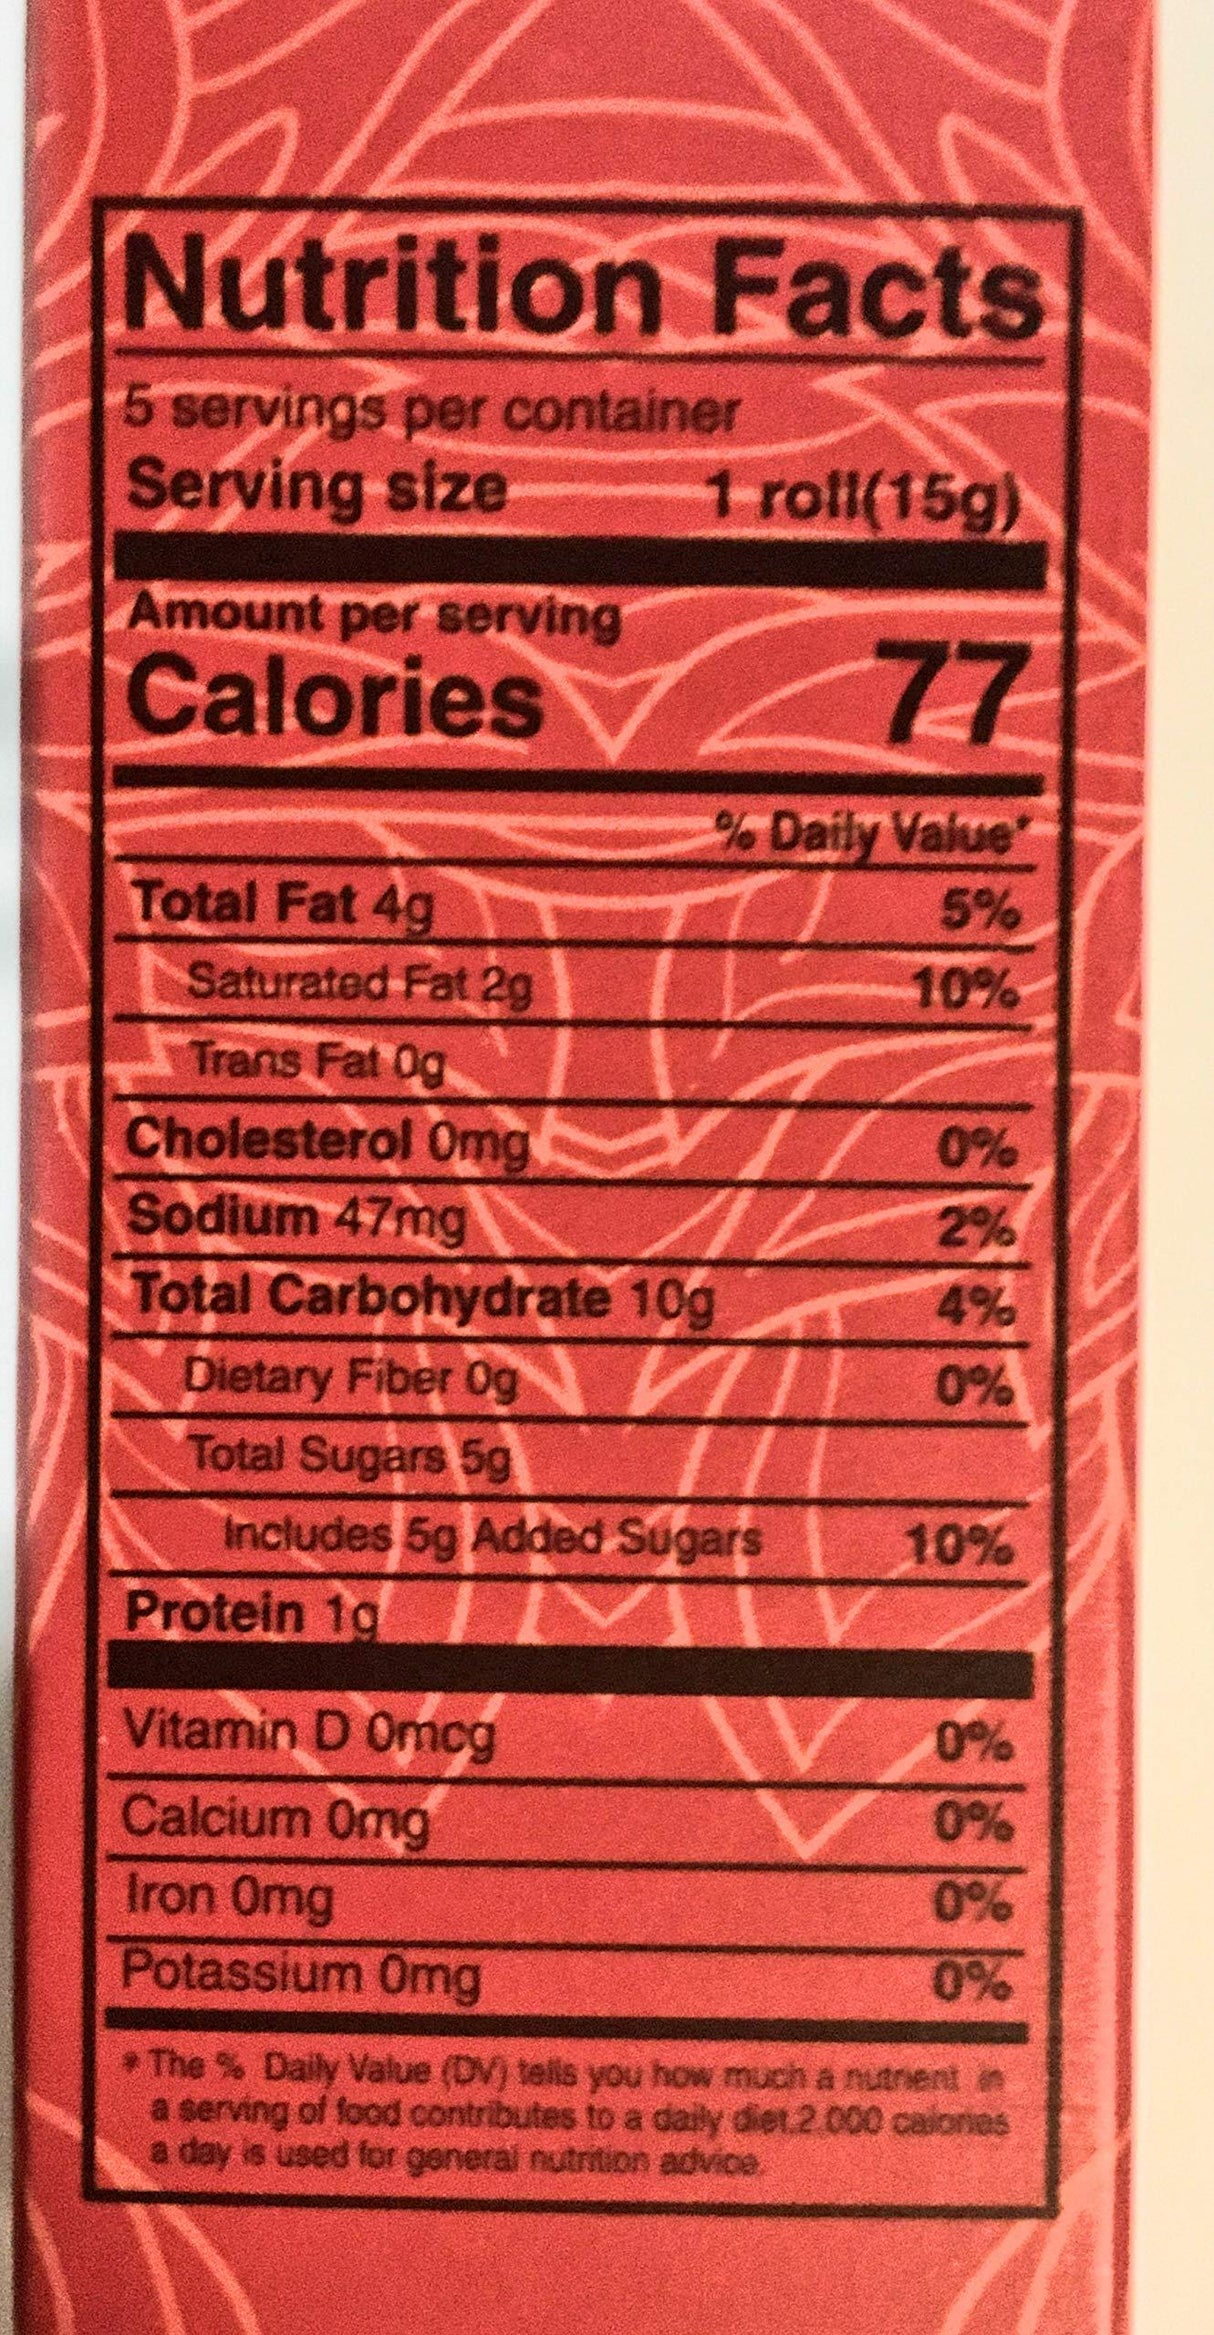 Nutrition Facts
5 servings per container
Serving size 1 roll(15g)
Amount per serving
Calories 77
% Daily Value*
Total Fat 4g 5%
Saturated Fat 2g 10%
Trans Fat 0g
Cholesterol 0mg 0%
Sodium 47mg 2%
Total Carbohydrate 10g 4%
Dietary Fiber 0g 0%
Total Sugars 5g
Includes 5g Added Sugars 10%
Protein 1g
Vitamin D 0mcg 0%
Calcium 0mg 0%
Iron 0mg 0%
Potassium 0mg 0%
* The % Daily Value (DV) tells you how much a nutrient in
a serving of food contributes to a daily diet.2.000 calories
a day is used for general nutrition advice.